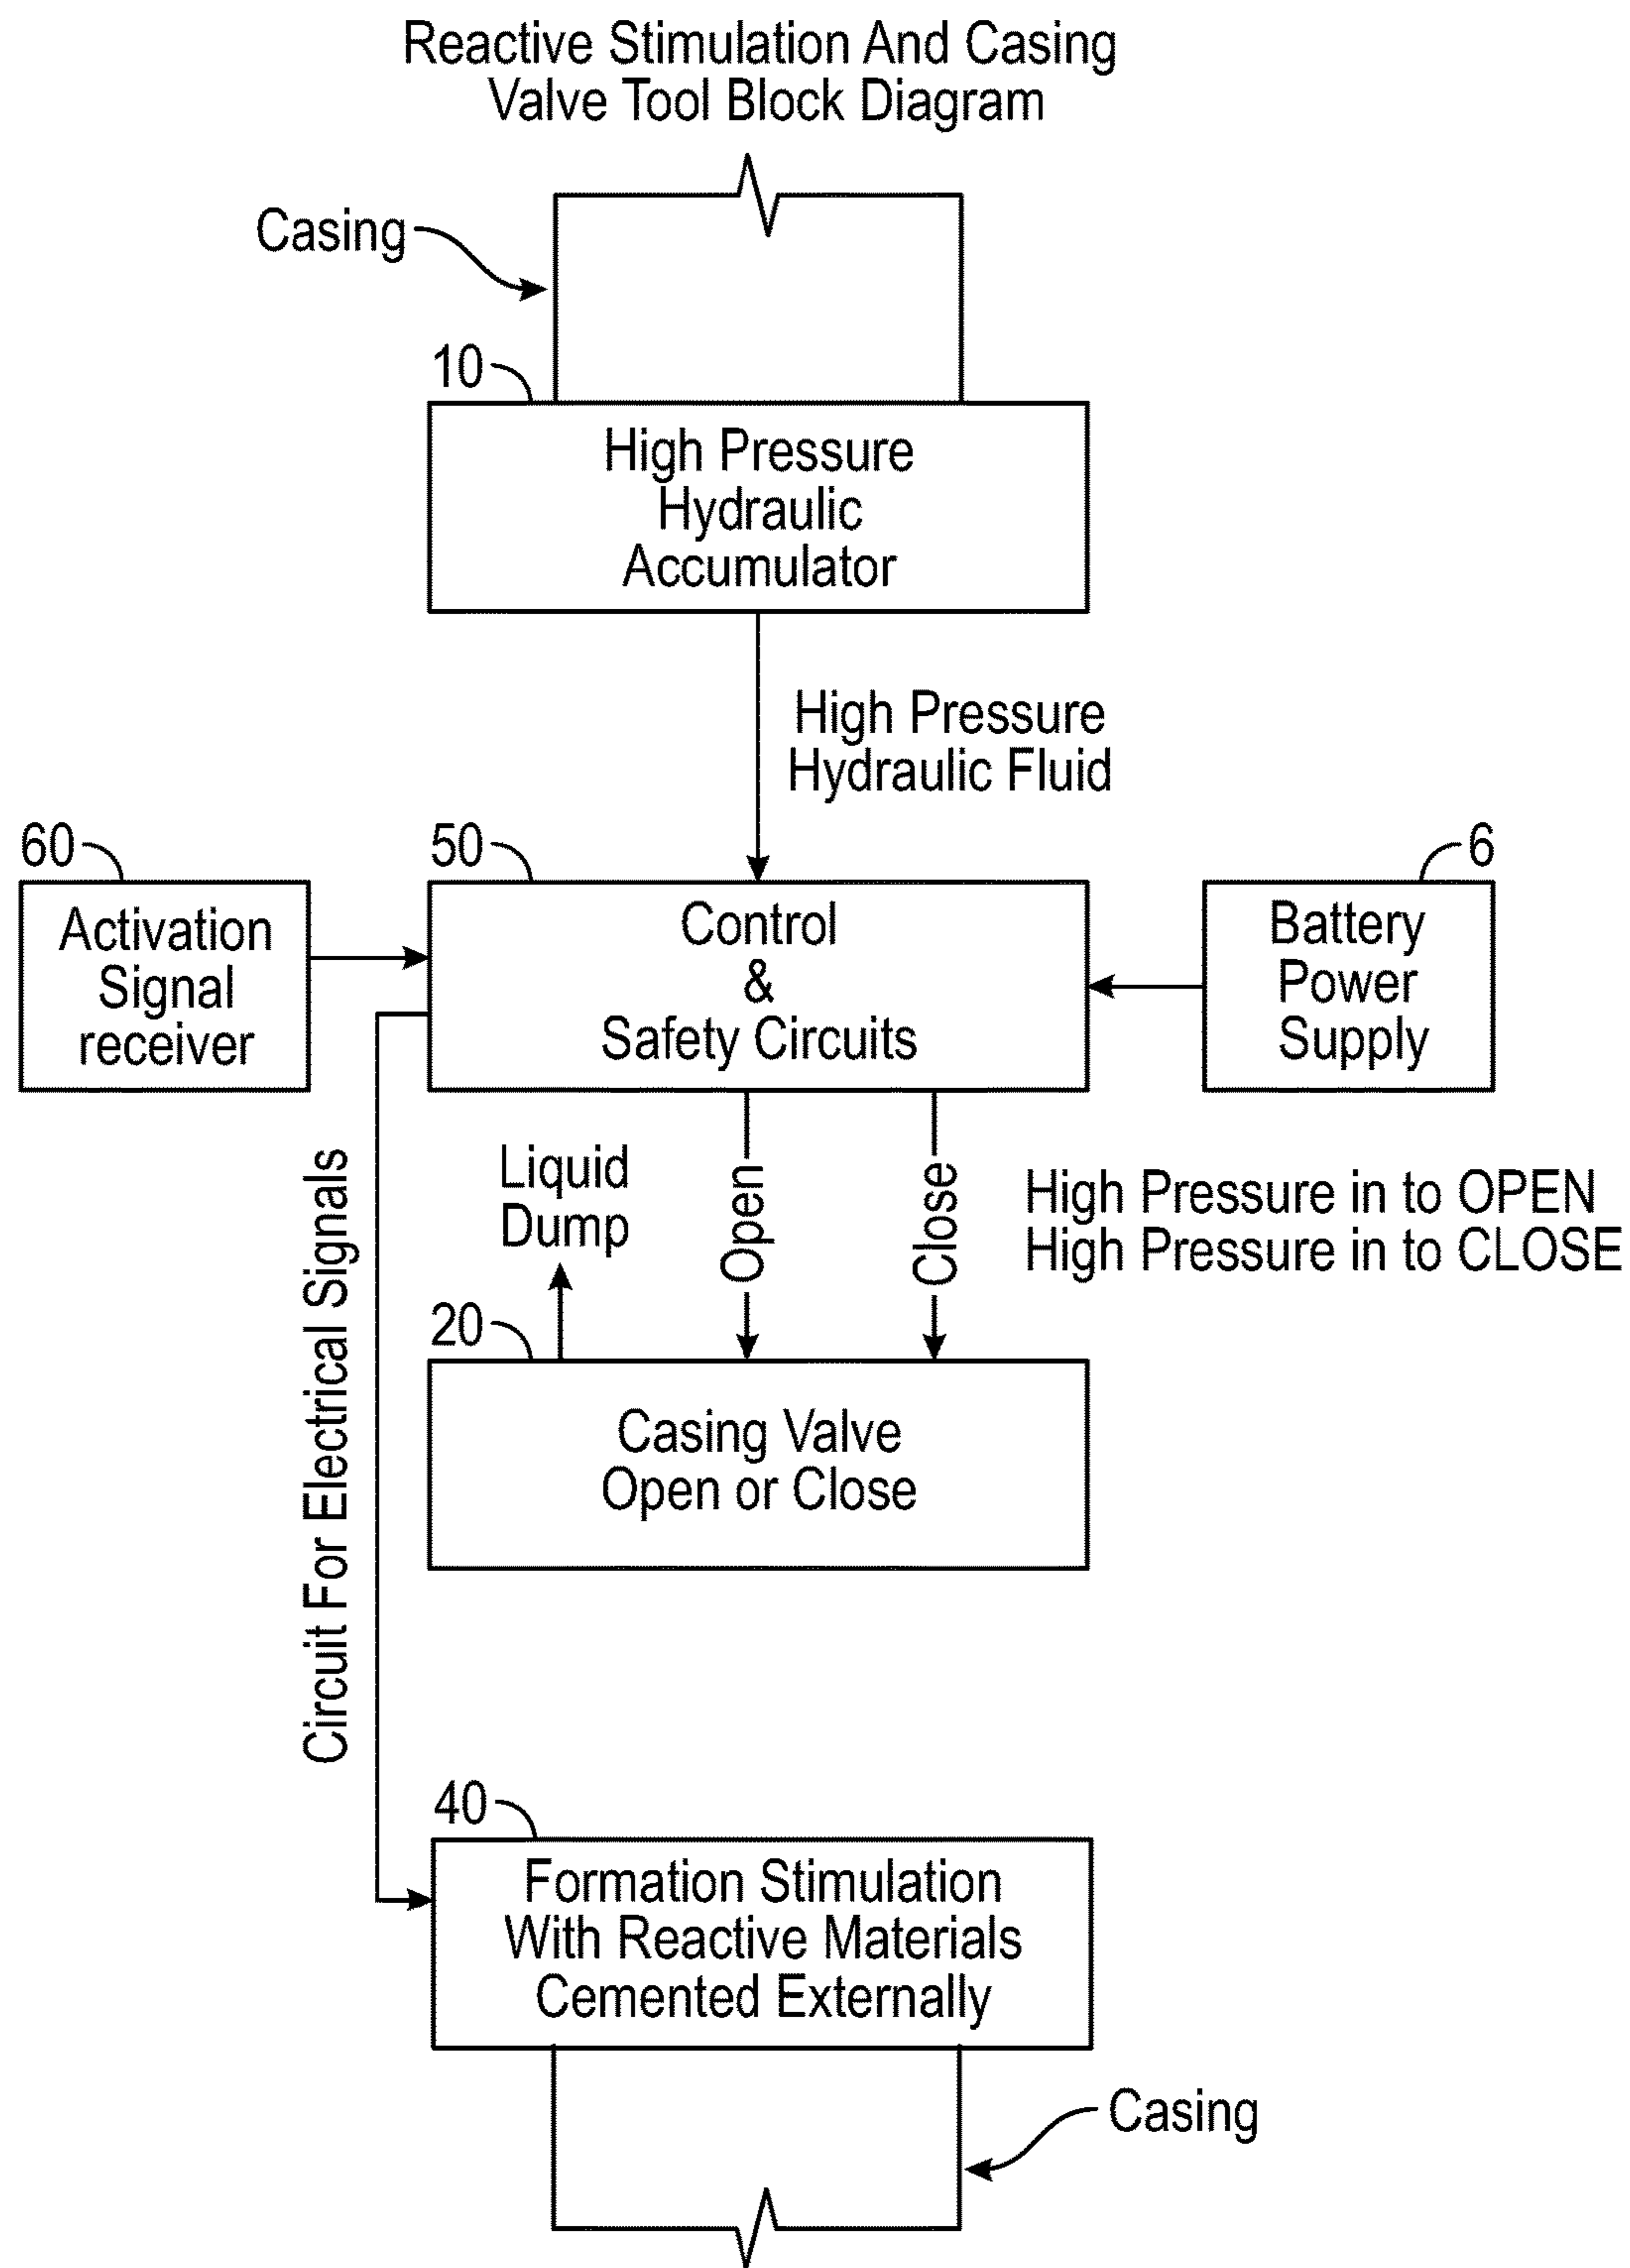 Reactive Stimulation And Casing
Valve Tool Block Diagram
Casing
10
High Pressure
Hydraulic
Accumulator
High Pressure
Hydraulic Fluid
60
50
6
Activation
Signal
receiver
Control
&
Safety Circuits
Battery
Power
Supply
Circuit For Electrical Signals
Liquid
Dump
Open
Close
High Pressure in to OPEN
High Pressure in to CLOSE
20
Casing Valve
Open or Close
40
Formation Stimulation
With Reactive Materials
Cemented Externally
Casing